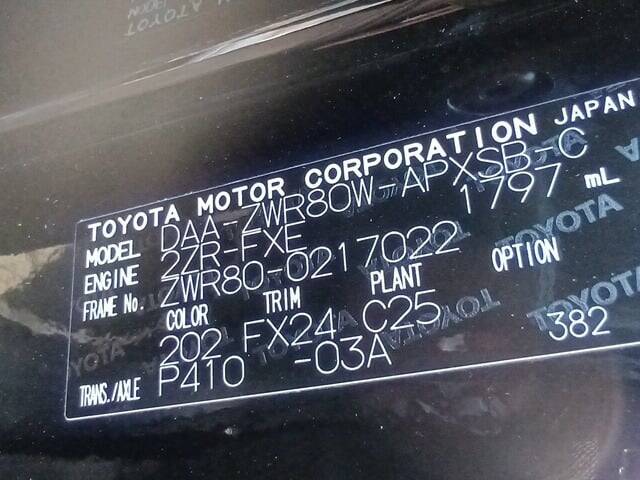 TOYOTA MOTOR CORPORATION JAPAN
MODEL DAA-ZWR80W-APXSB-C
ENGINE 2ZR-FXE 1797 mL
FRAME No. ZWR80-0217022
COLOR TRIM PLANT OPTION
202 FX24 C25
TRANS./AXLE P410 -03A 382